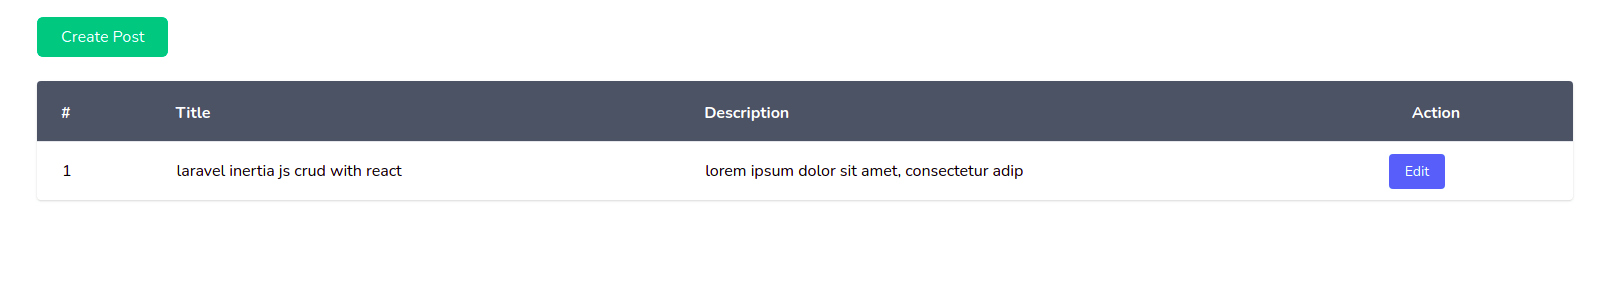 Create Post
# Title Description Action
1 laravel inertia js crud with react lorem ipsum dolor sit amet, consectetur adip Edit